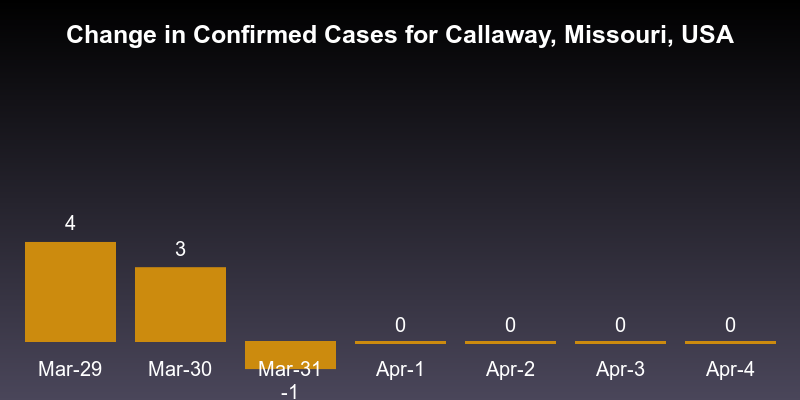 Change in Confirmed Cases for Callaway, Missouri, USA
4
3
0
0
0
0
Mar-29
Mar-30
Mar-31
Apr-1
Apr-2
Apr-3
Apr-4
-1